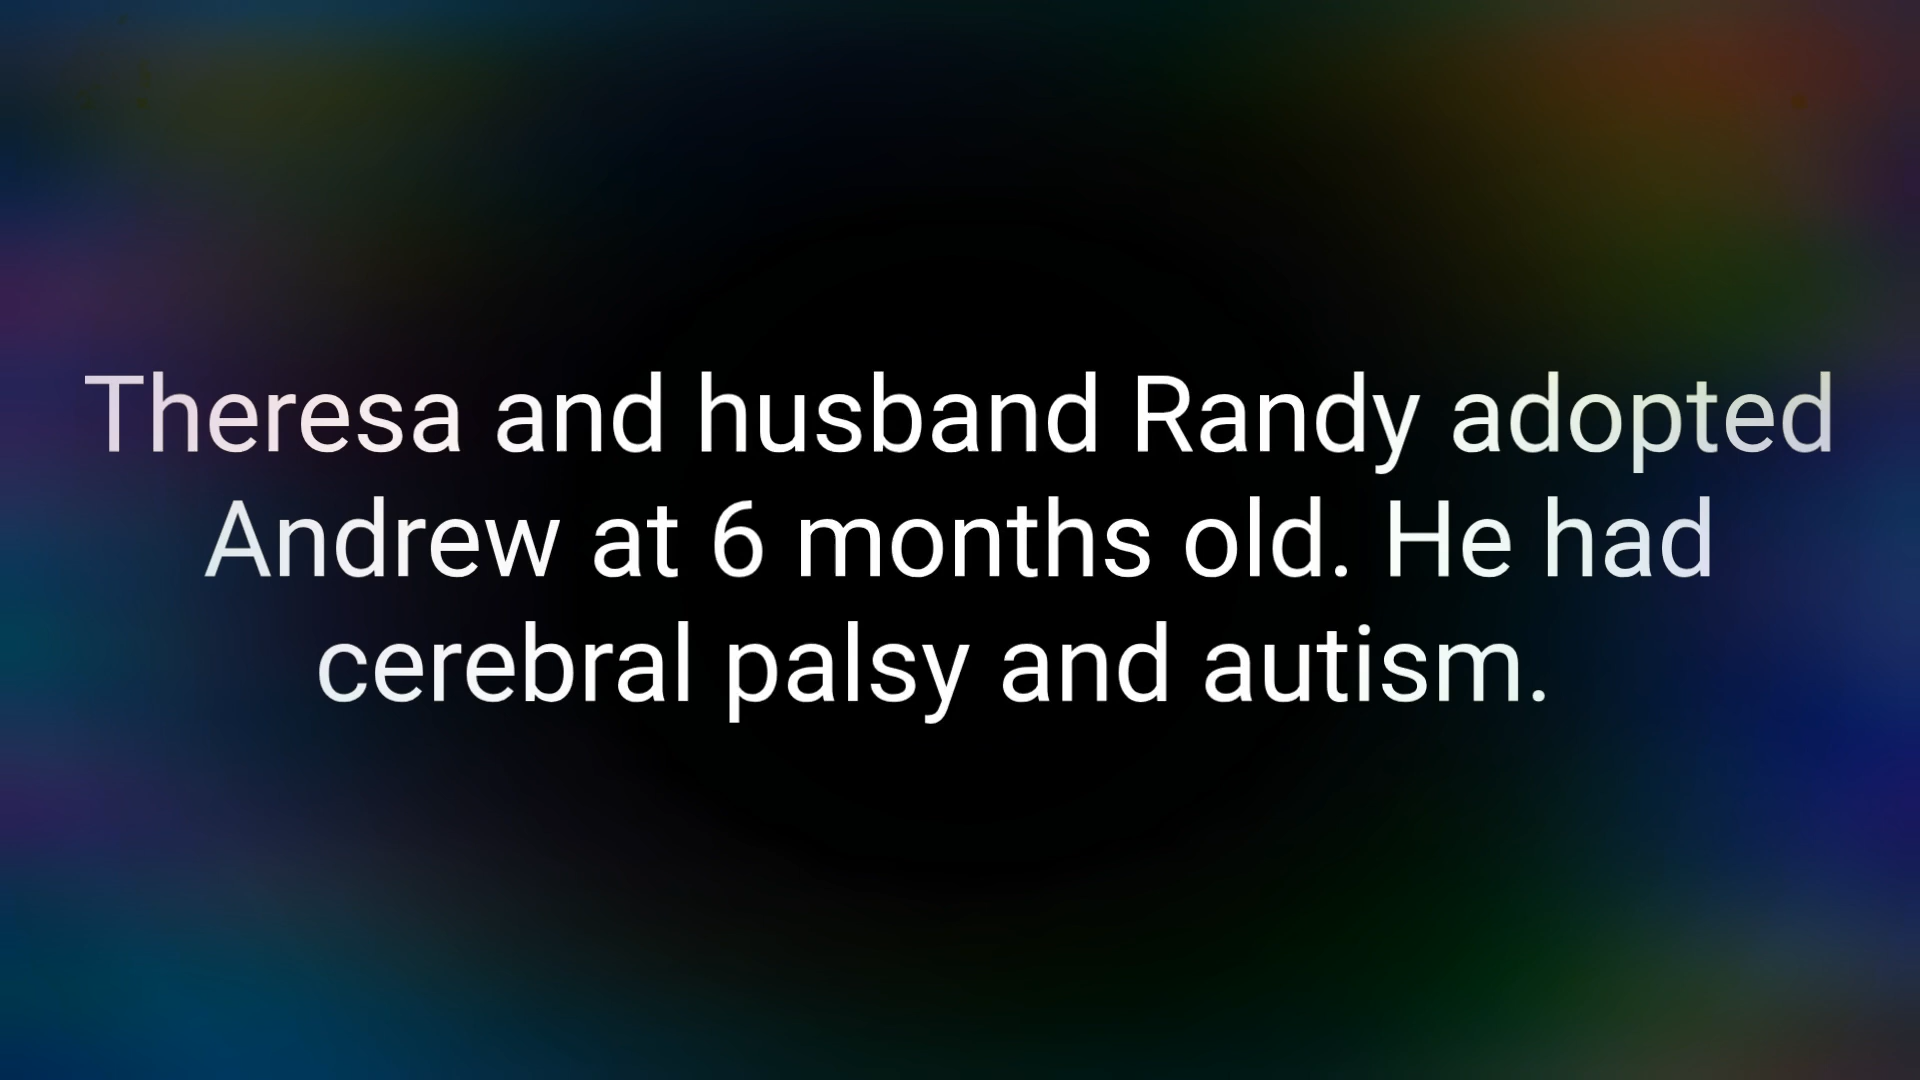 Theresa and husband Randy adopted
Andrew at 6 months old. He had
cerebral palsy and autism.